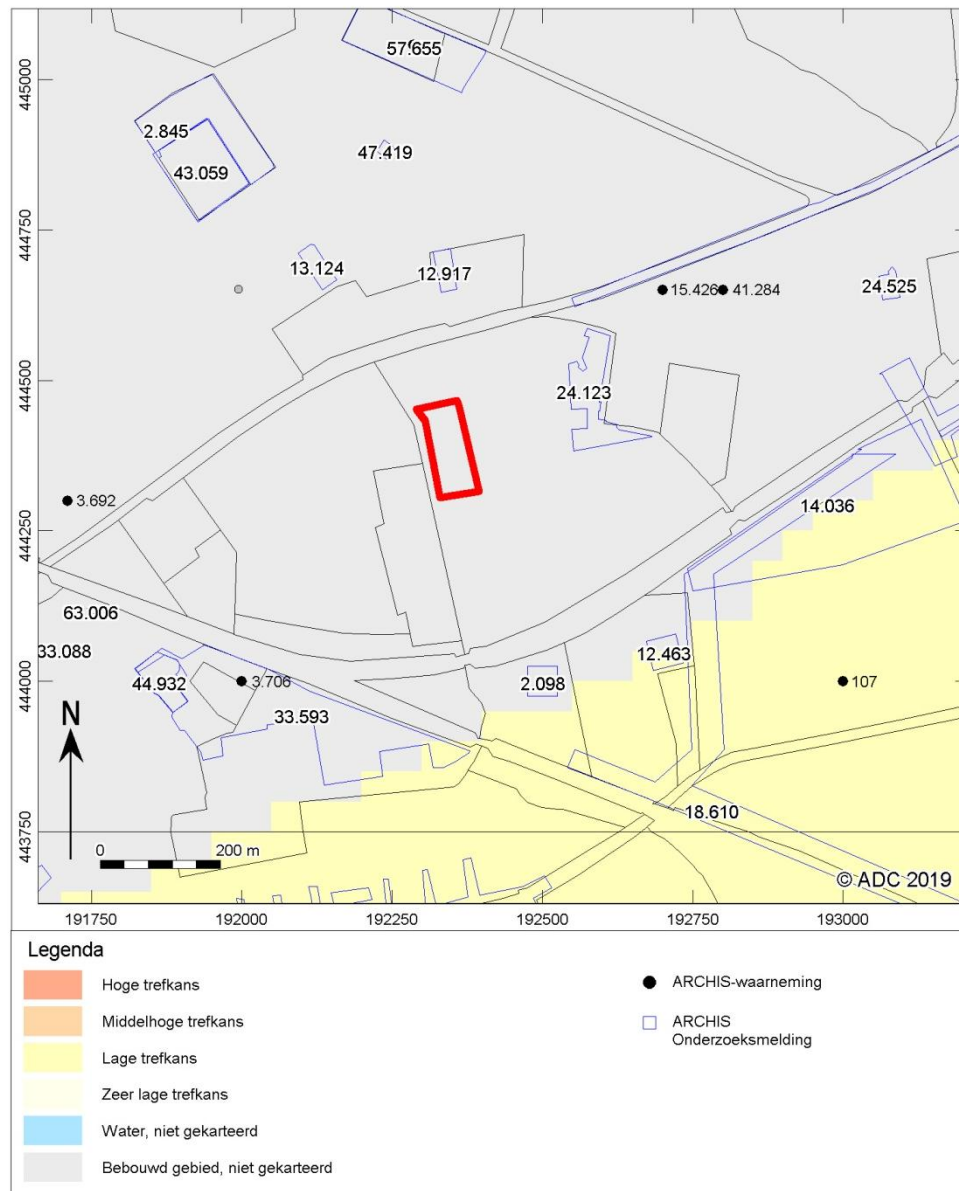 445000
444750
444500
444250
444000
443750
57.655
2.845
43.059
47.419
13.124
12.917
15.426
41.284
24.525
24.123
3.692
14.036
63.006
33.088
44.932
3.706
33.593
2.098
12.463
107
18.610
N
0
200 m
© ADC 2019
191750
192000
192250
192500
192750
193000
Legenda
Hoge trefkans
Middelhoge trefkans
Lage trefkans
Zeer lage trefkans
Water, niet gekarteerd
Bebouwd gebied, niet gekarteerd
ARCHIS-waarneming
ARCHIS
Onderzoeksmelding